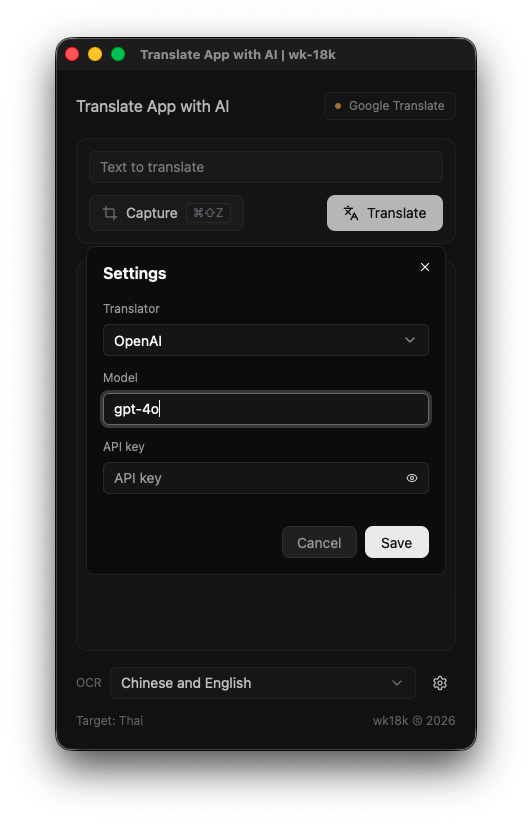 Translate App with AI | wk-18k
Translate App with AI
Google Translate
Text to translate
Capture ⌘⇧Z
Translate
Settings
Translator
OpenAI
Model
gpt-4o
API key
API key
Cancel
Save
OCR
Chinese and English
Target: Thai
wk18k © 2026